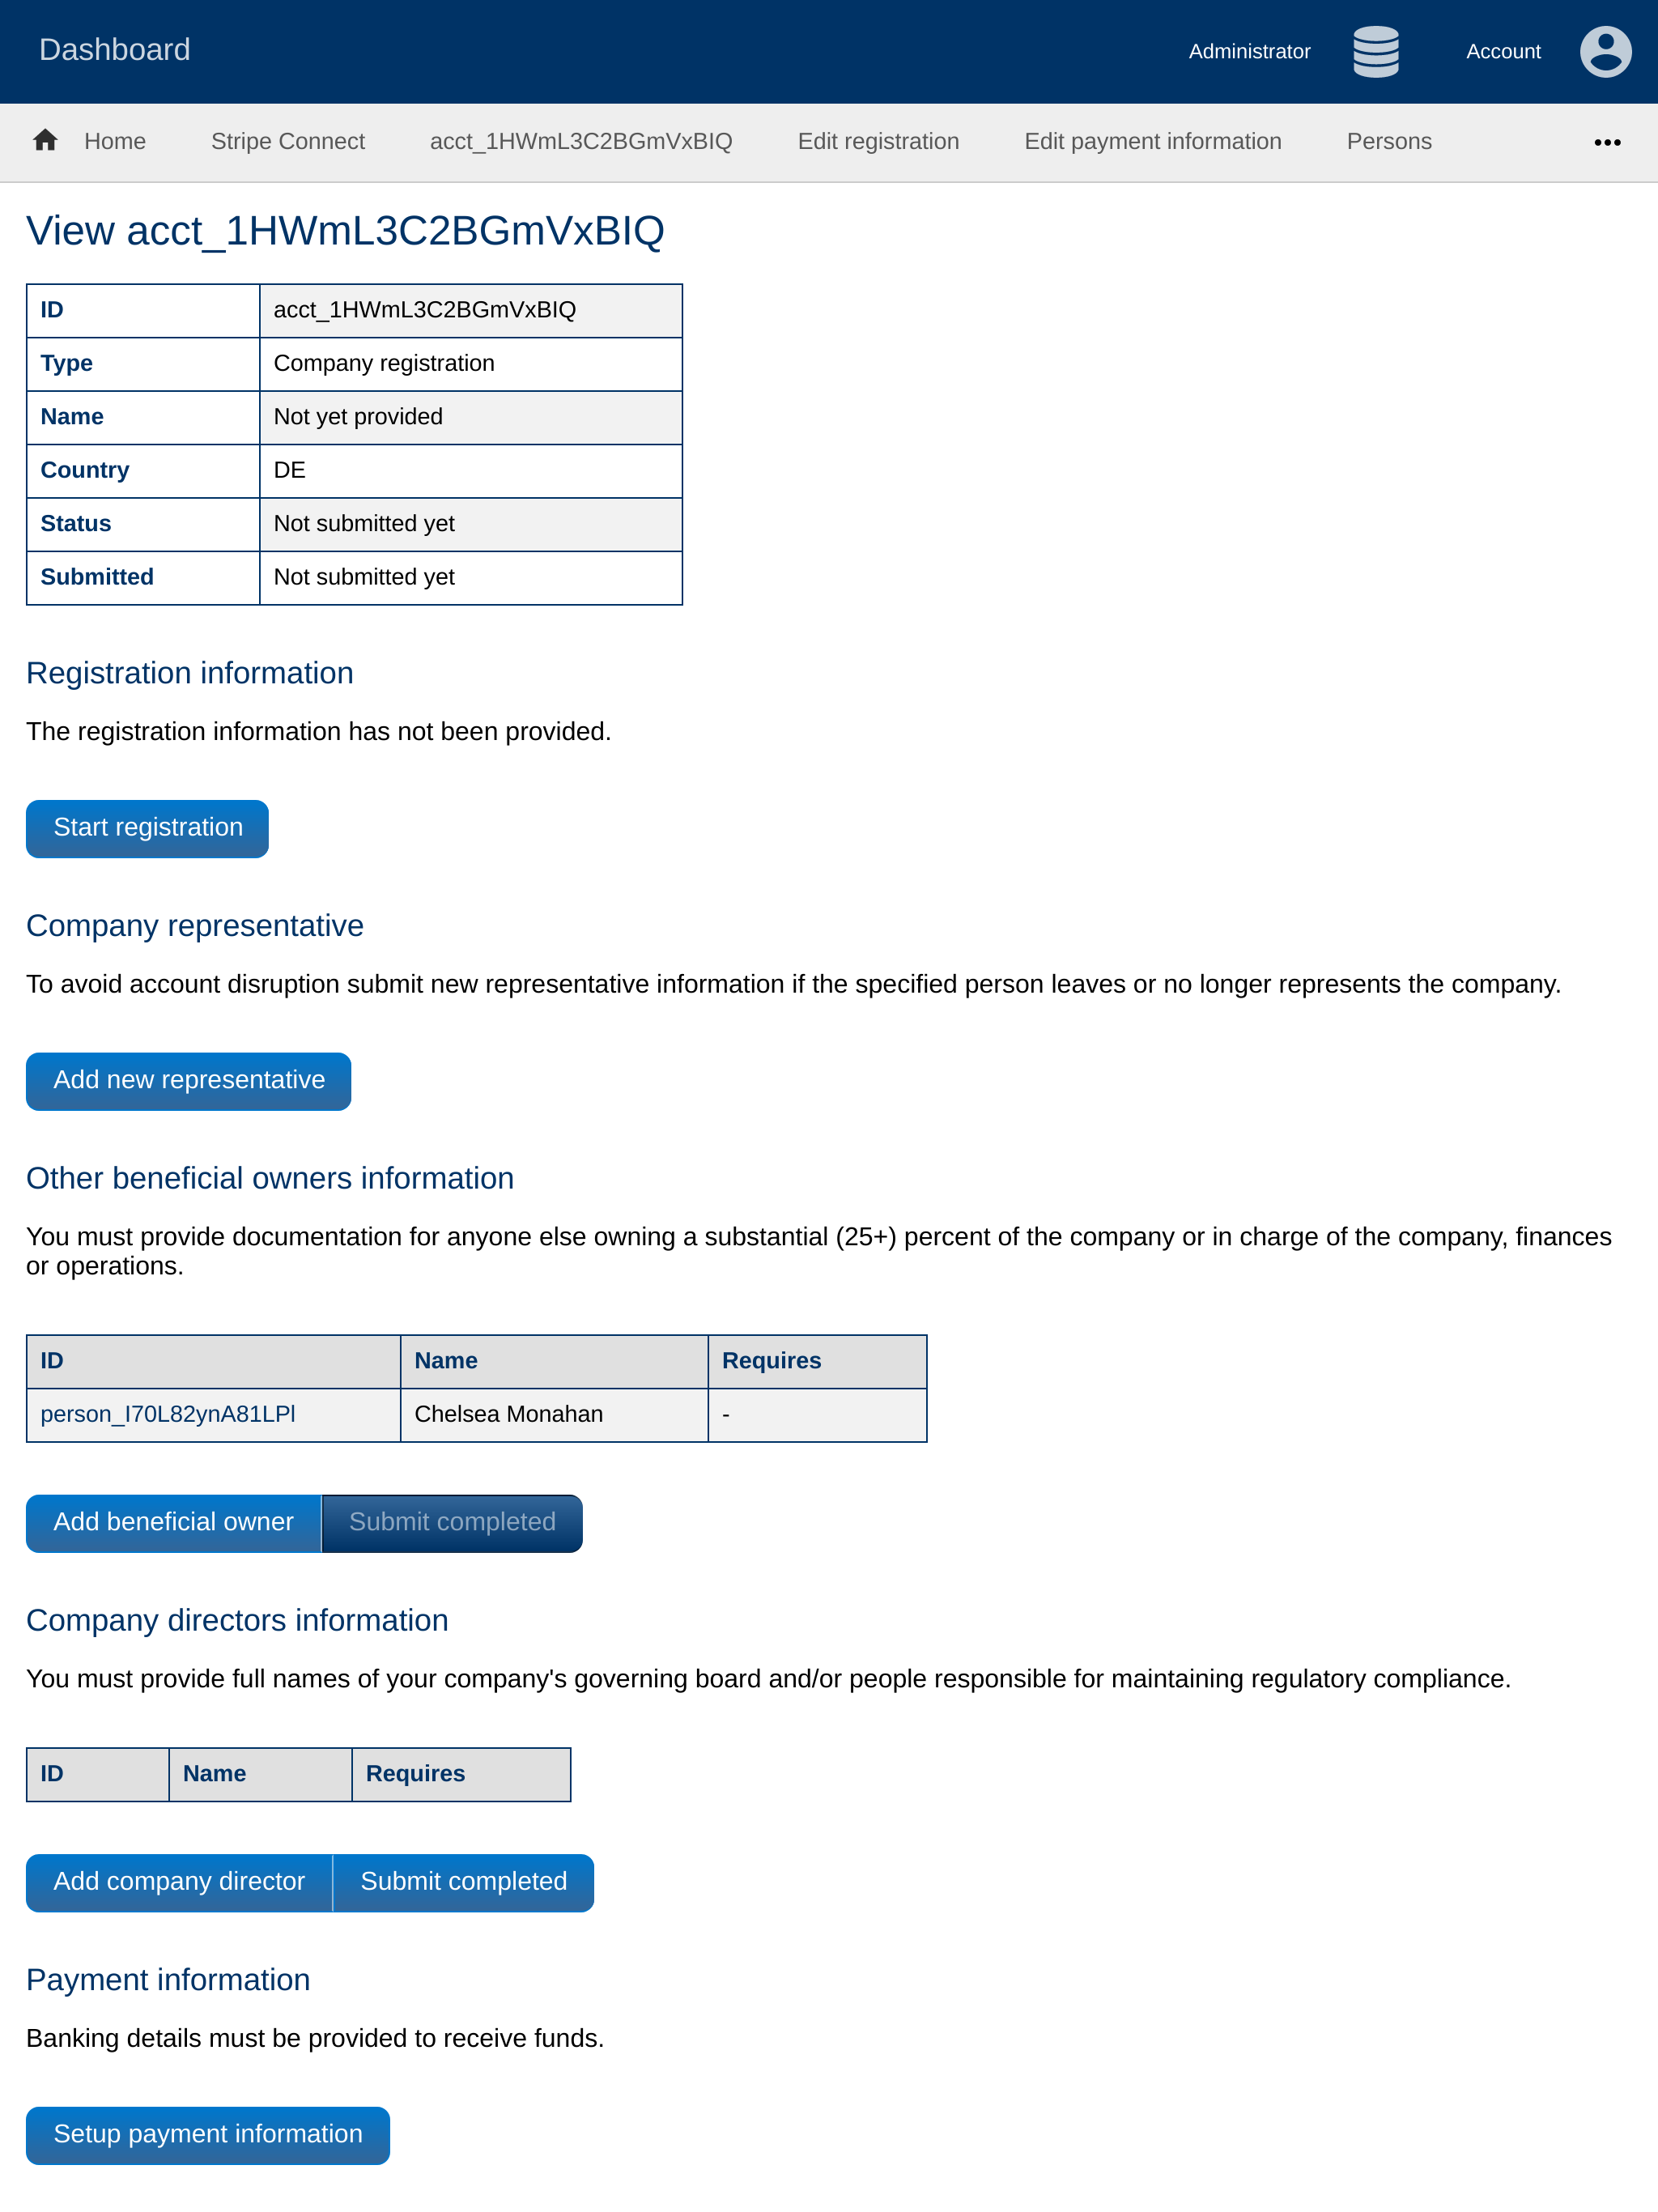 Dashboard
Administrator
Account
Home
Stripe Connect
acct_1HWmL3C2BGmVxBIQ
Edit registration
Edit payment information
Persons
View acct_1HWmL3C2BGmVxBIQ
ID acct_1HWmL3C2BGmVxBIQ
Type Company registration
Name Not yet provided
Country DE
Status Not submitted yet
Submitted Not submitted yet
Registration information
The registration information has not been provided.
Start registration
Company representative
To avoid account disruption submit new representative information if the specified person leaves or no longer represents the company.
Add new representative
Other beneficial owners information
You must provide documentation for anyone else owning a substantial (25+) percent of the company or in charge of the company, finances
or operations.
ID Name Requires
person_I70L82ynA81LPl Chelsea Monahan -
Add beneficial owner Submit completed
Company directors information
You must provide full names of your company's governing board and/or people responsible for maintaining regulatory compliance.
ID Name Requires
Add company director Submit completed
Payment information
Banking details must be provided to receive funds.
Setup payment information